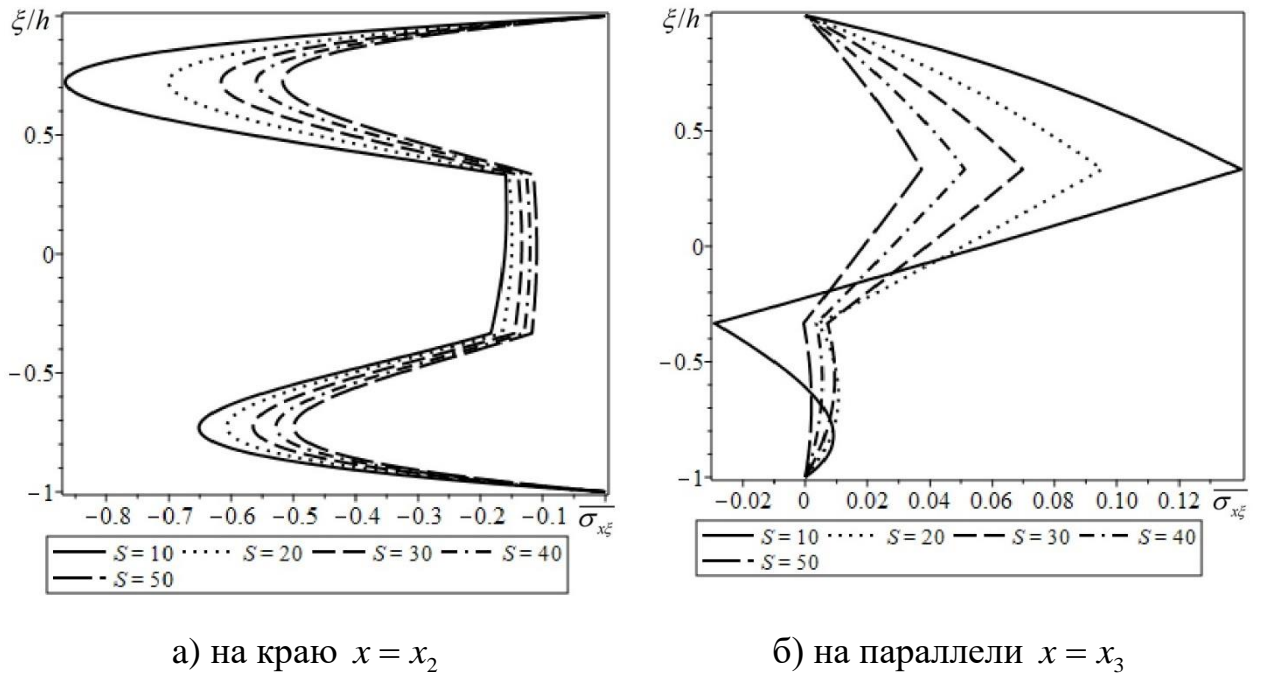 ξ/h
0.5
0
−0.5
−1
−0.8 −0.7 −0.6 −0.5 −0.4 −0.3 −0.2 −0.1 σ̅xξ
S = 10 S = 20 S = 30 S = 40
S = 50
а) на краю x = x₂
ξ/h
0.5
0
−0.5
−1
−0.02 0 0.02 0.04 0.06 0.08 0.10 0.12 σ̅xξ
S = 10 S = 20 S = 30 S = 40
S = 50
б) на параллели x = x₃